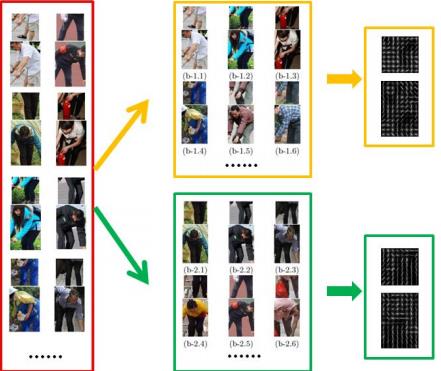 (b-1.1) (b-1.2) (b-1.3)
(b-1.4) (b-1.5) (b-1.6)
......
(b-2.1) (b-2.2) (b-2.3)
(b-2.4) (b-2.5) (b-2.6)
......
......